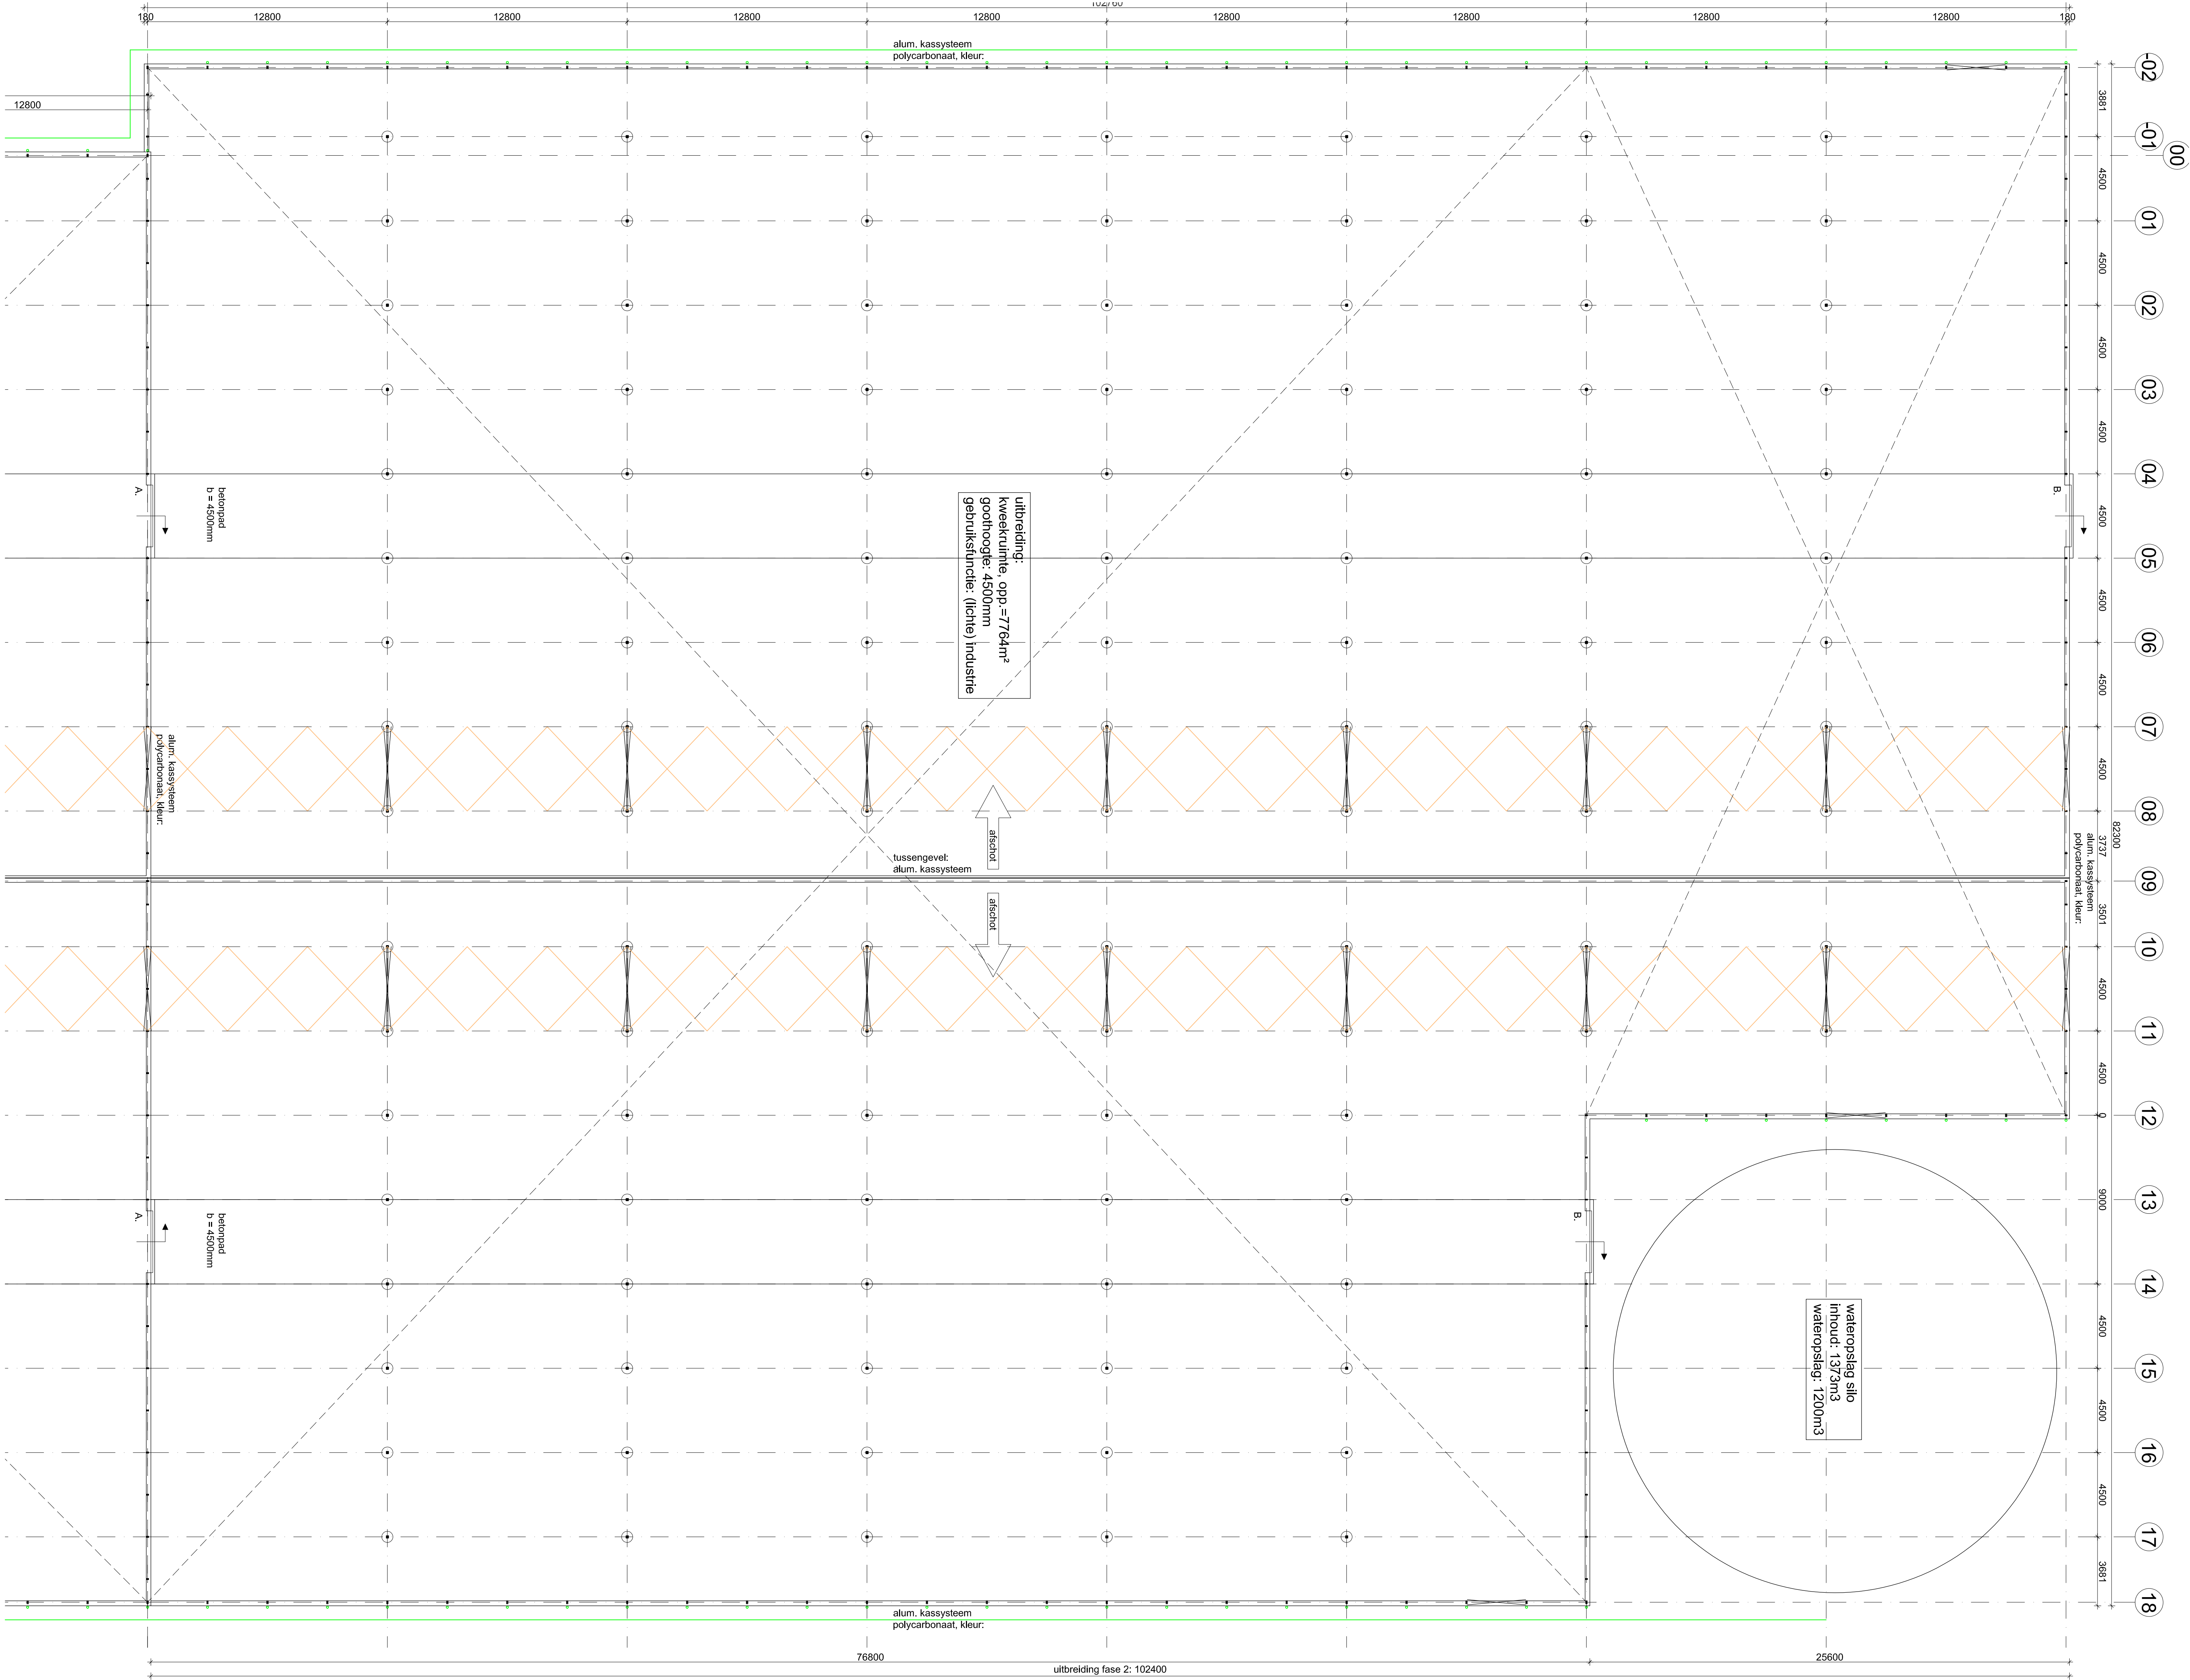 102760
180
12800
12800
12800
12800
12800
12800
12800
12800
180
alum. kassysteem
polycarbonaat, kleur:
12800
-02
-01
00
01
02
03
04
05
06
07
08
09
10
11
12
13
14
15
16
17
18
3881
4500
4500
4500
4500
4500
4500
4500
4500
3737
3501
4500
4500
0
9000
4500
4500
4500
3681
82300
alum. kassysteem
polycarbonaat, kleur:
A.
betonpad
b = 4500mm
B.
uitbreiding:
kweekruimte, opp.=7764m²
goothoogte: 4500mm
gebruiksfunctie: (lichte) industrie
alum. kassysteem
polycarbonaat, kleur:
afschot
tussengevel:
alum. kassysteem
afschot
A.
betonpad
b = 4500mm
B.
wateropslag silo
inhoud: 1373m3
wateropslag: 1200m3
alum. kassysteem
polycarbonaat, kleur:
76800
25600
uitbreiding fase 2: 102400